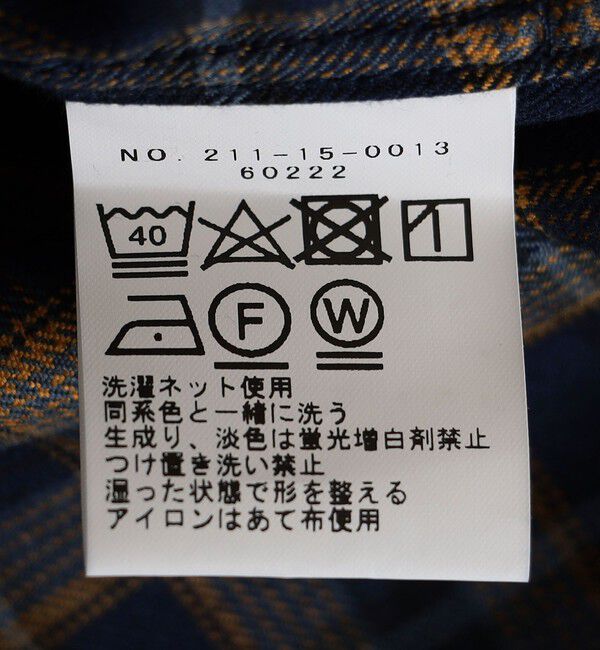 NO. 211-15-0013
60222
40
F W
洗濯ネット使用
同系色と一緒に洗う
生成り、淡色は蛍光増白剤禁止
つけ置き洗い禁止
湿った状態で形を整える
アイロンはあて布使用